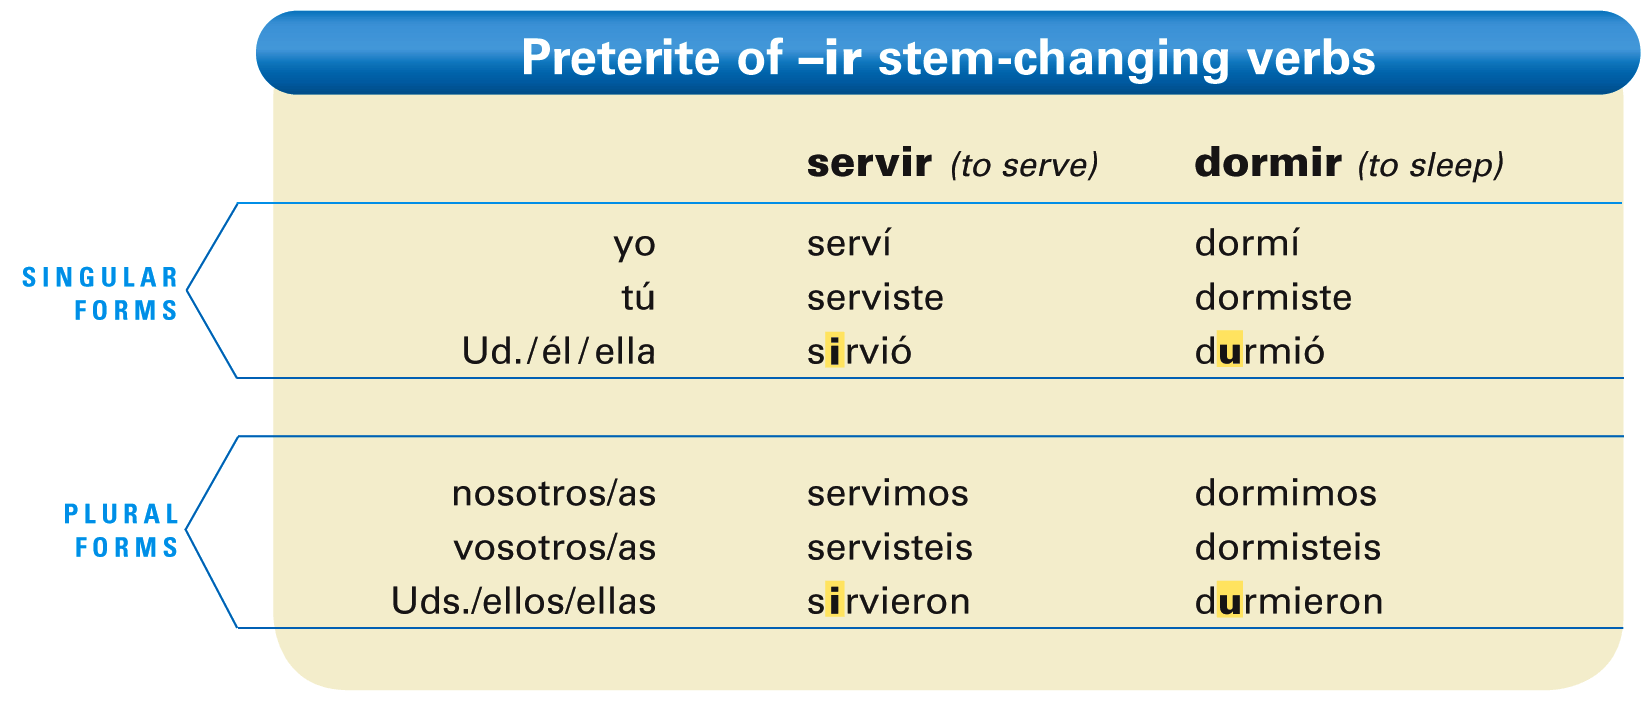 Preterite of –ir stem-changing verbs
servir (to serve) dormir (to sleep)
SINGULAR
FORMS
yo serví dormí
tú serviste dormiste
Ud./él/ella sirvió durmió
PLURAL
FORMS
nosotros/as servimos dormimos
vosotros/as servisteis dormisteis
Uds./ellos/ellas sirvieron durmieron